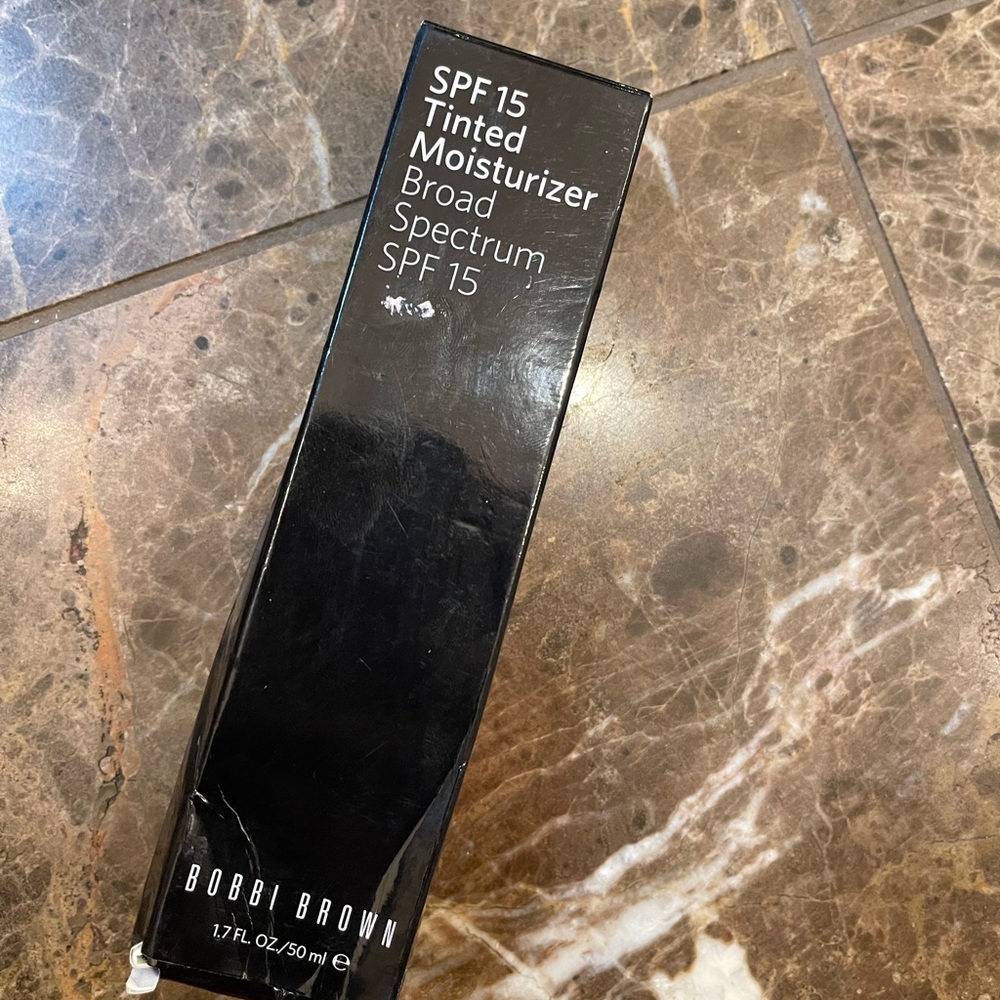 SPF 15
Tinted
Moisturizer
Broad
Spectrum
SPF 15
BOBBI BROWN
1.7 FL. OZ./50 ml ℮